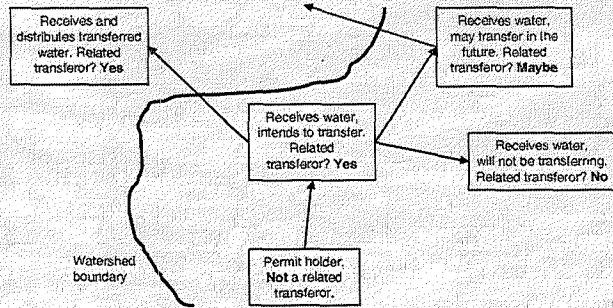 Receives and
distributes transferred
water. Related
transferor? Yes
Receives water,
may transfer in the
future. Related
transferor? Maybe
Receives water,
intends to transfer.
Related
transferor? Yes
Receives water,
will not be transferring.
Related transferor? No
Watershed
boundary
Permit holder,
Not a related
transferor.